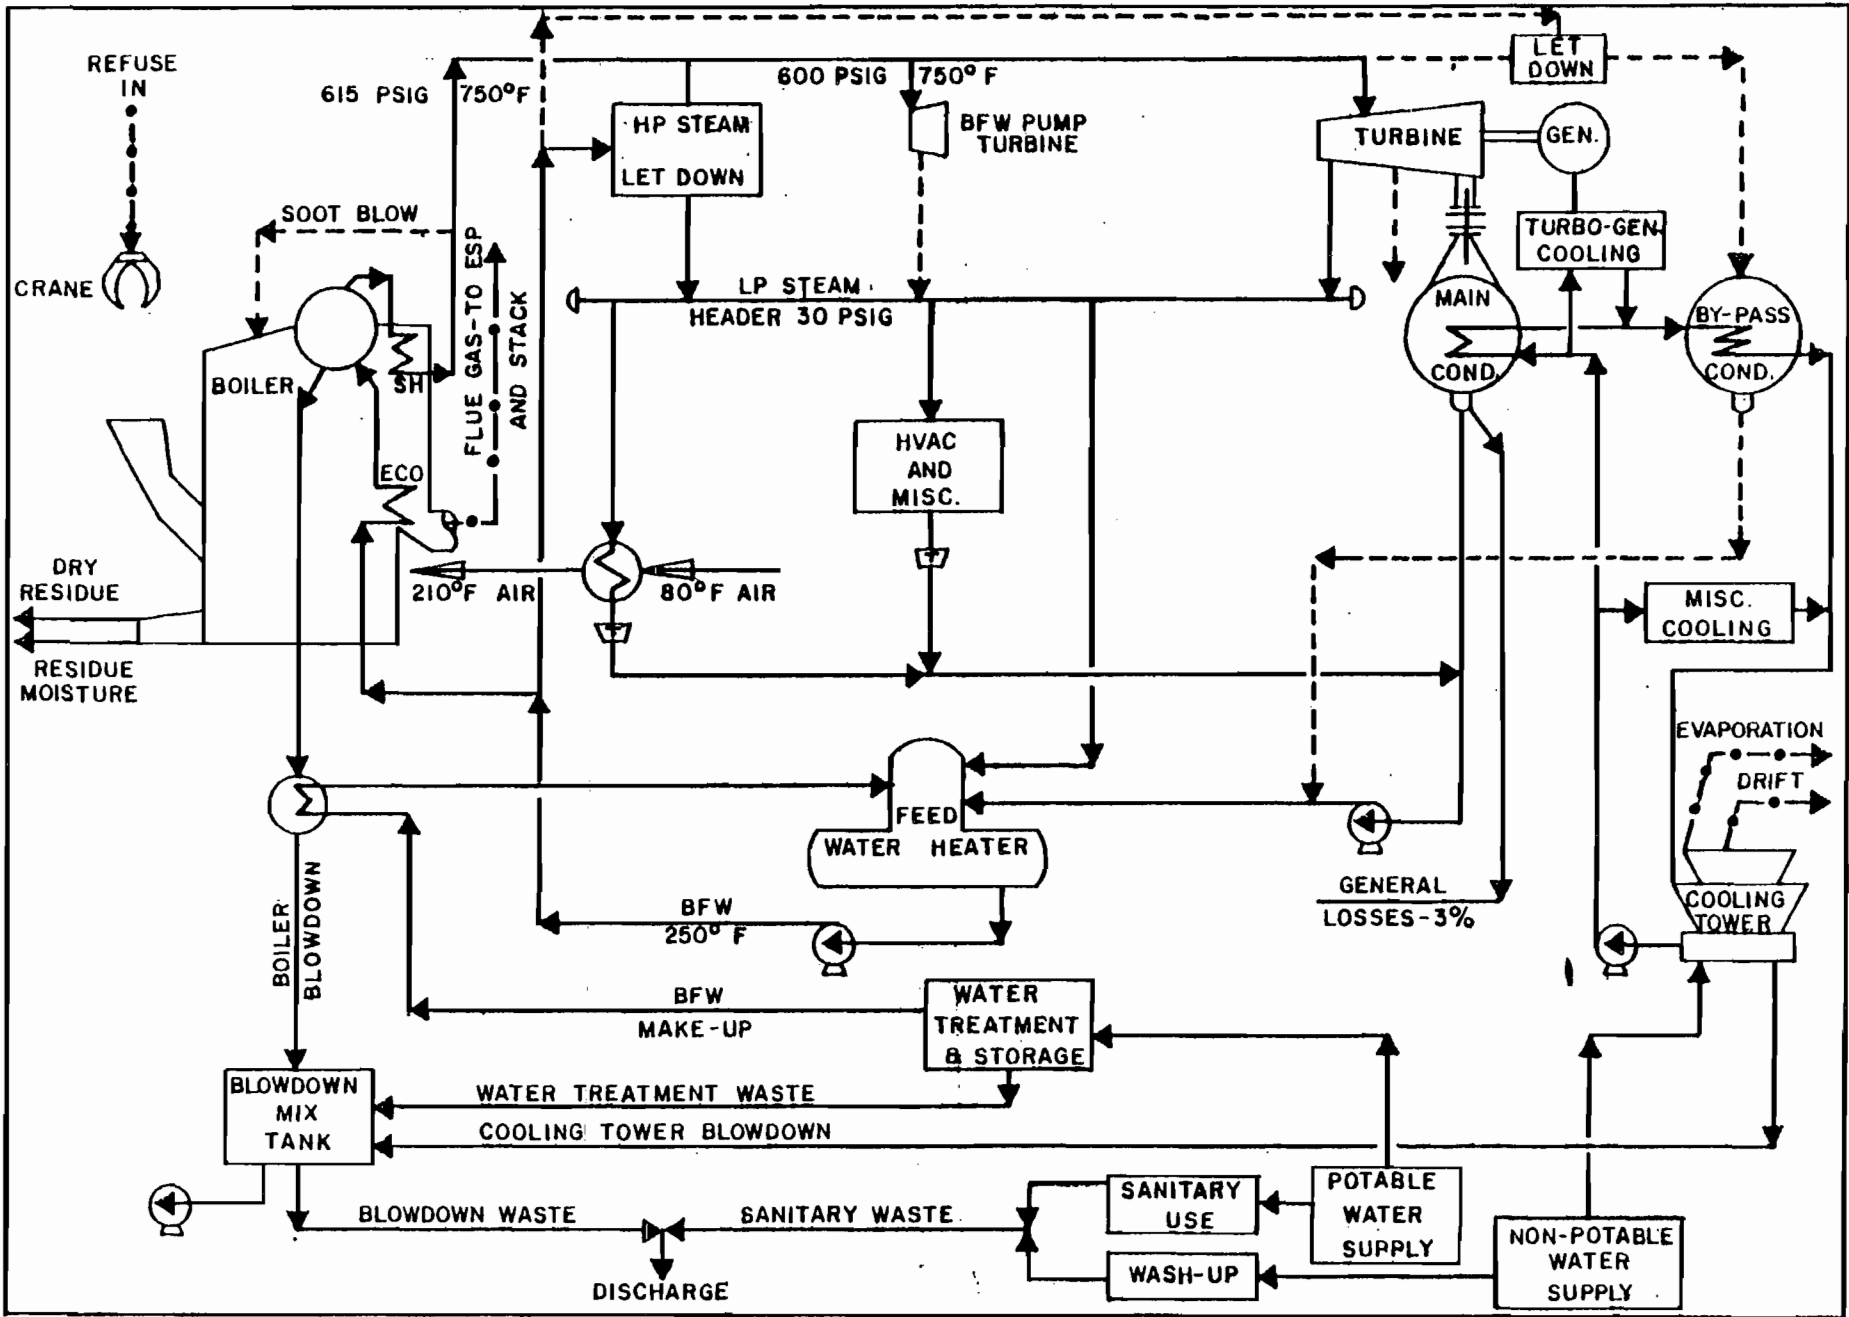 REFUSE
IN
CRANE
615 PSIG
750°F
600 PSIG
750° F
LET
DOWN
HP STEAM
LET DOWN
BFW PUMP
TURBINE
TURBINE
GEN.
SOOT BLOW
TURBO-GEN.
COOLING
FLUE GAS-TO ESP
AND STACK
LP STEAM
HEADER 30 PSIG
MAIN
COND.
BY-PASS
COND.
BOILER
SH
ECO
HVAC
AND
MISC.
DRY
RESIDUE
RESIDUE
MOISTURE
210°F AIR
80°F AIR
T
T
MISC.
COOLING
EVAPORATION
DRIFT
FEED
WATER HEATER
COOLING
TOWER
GENERAL
LOSSES-3%
BFW
250° F
BOILER
BLOWDOWN
BFW
MAKE-UP
WATER
TREATMENT
& STORAGE
BLOWDOWN
MIX
TANK
WATER TREATMENT WASTE
COOLING TOWER BLOWDOWN
BLOWDOWN WASTE
SANITARY WASTE
SANITARY
USE
POTABLE
WATER
SUPPLY
WASH-UP
NON-POTABLE
WATER
SUPPLY
DISCHARGE